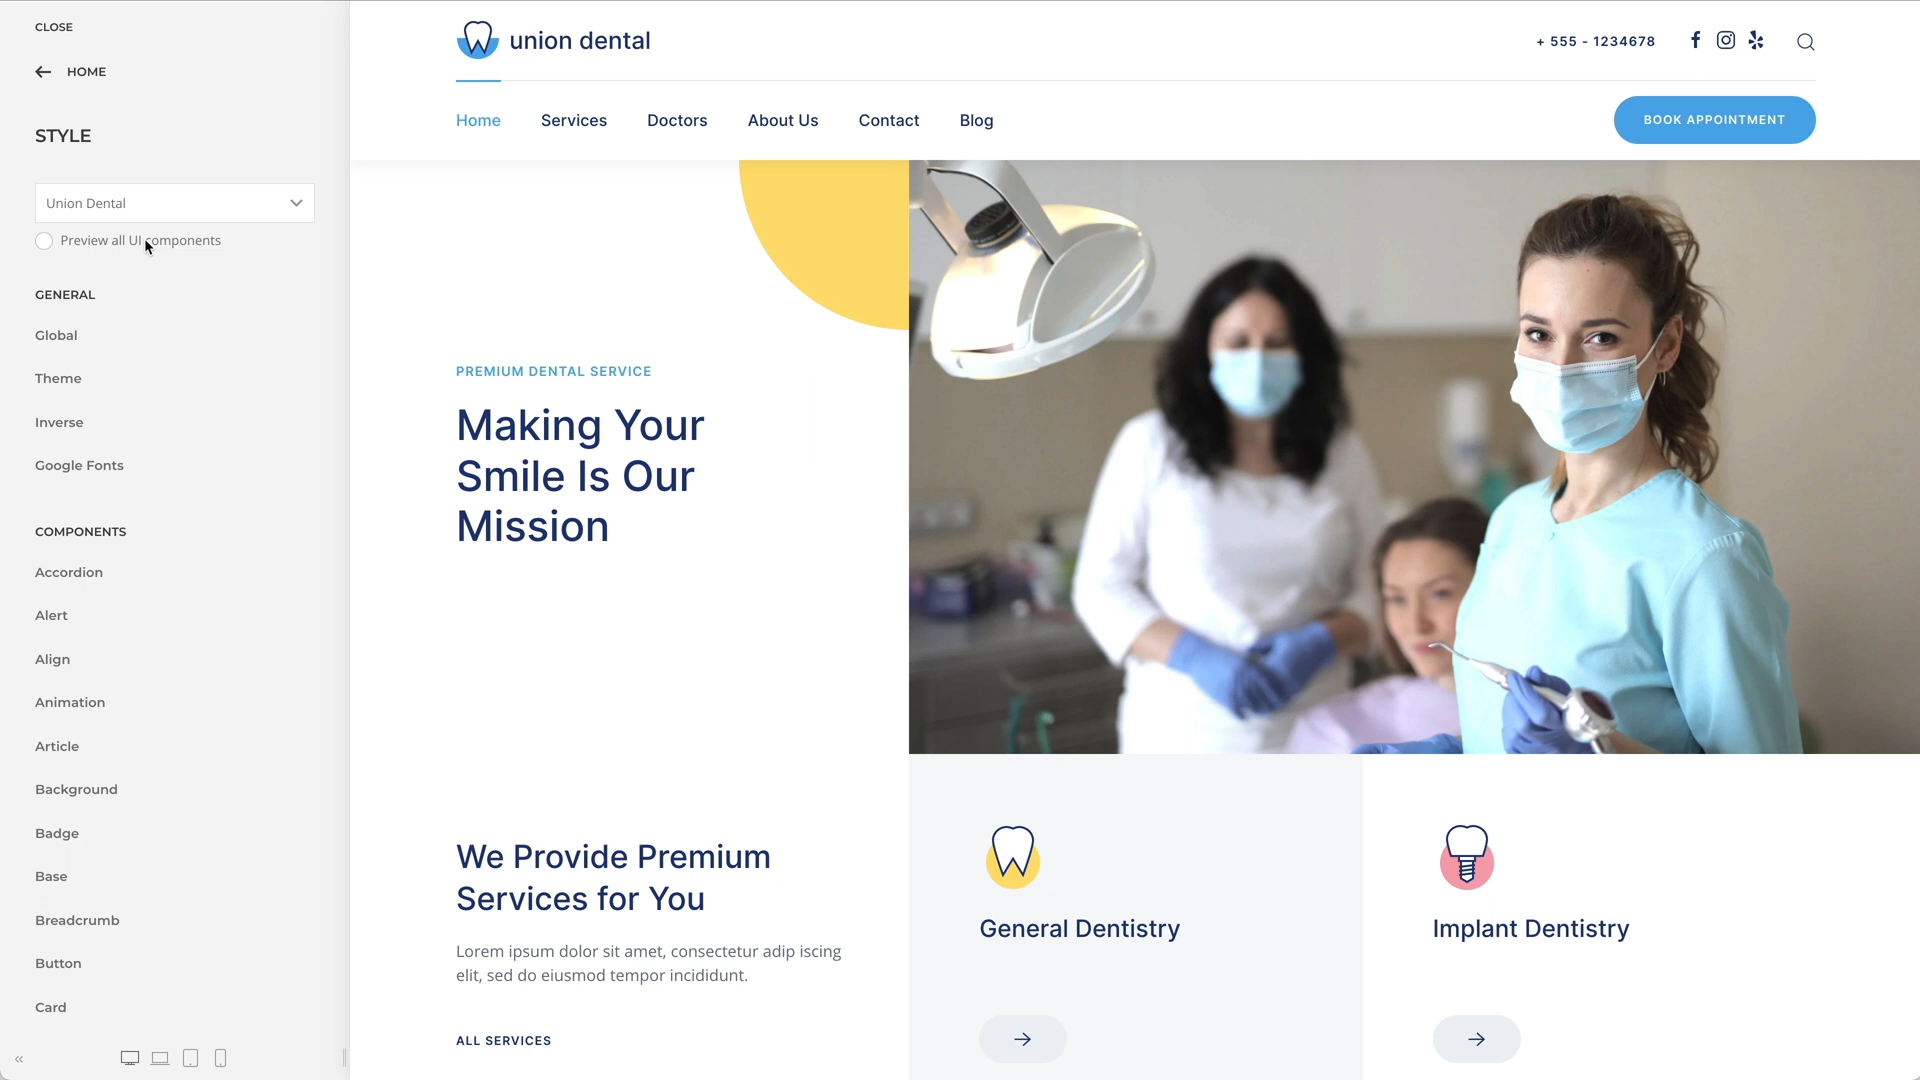 CLOSE
HOME
STYLE
Union Dental
Preview all UI components
GENERAL
Global
Theme
Inverse
Google Fonts
COMPONENTS
Accordion
Alert
Align
Animation
Article
Background
Badge
Base
Breadcrumb
Button
Card
union dental
+ 555 - 1234678
Home Services Doctors About Us Contact Blog
BOOK APPOINTMENT
PREMIUM DENTAL SERVICE
Making Your
Smile Is Our
Mission
We Provide Premium
Services for You
Lorem ipsum dolor sit amet, consectetur adip iscing
elit, sed do eiusmod tempor incididunt.
ALL SERVICES
General Dentistry
Implant Dentistry